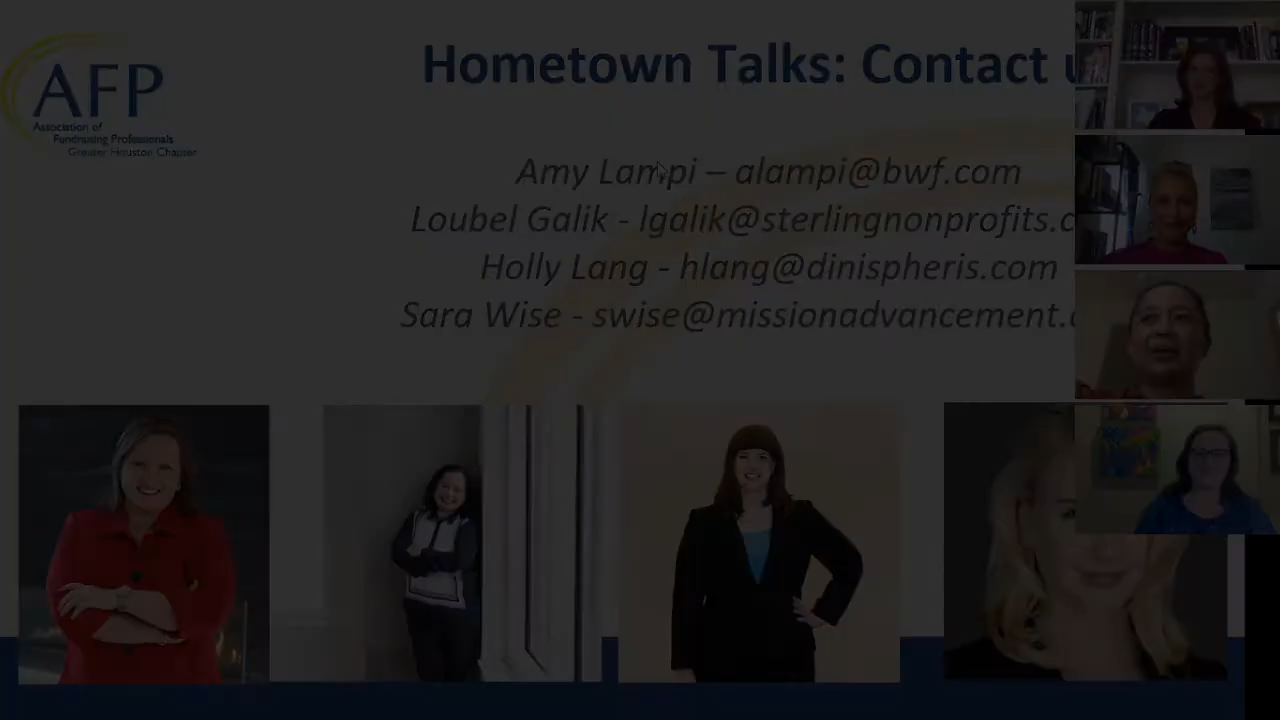 AFP
Association of
Fundraising Professionals
Greater Houston Chapter
Hometown Talks: Contact u
Amy Lampi – alampi@bwf.com
Loubel Galik - lgalik@sterlingnonprofits.c
Holly Lang - hlang@dinispheris.com
Sara Wise - swise@missionadvancement.c